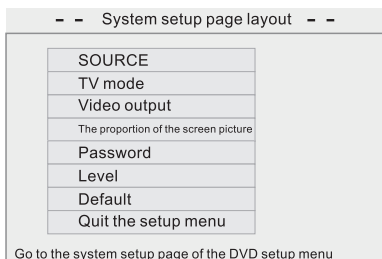 – – System setup page layout – –
SOURCE
TV mode
Video output
The proportion of the screen picture
Password
Level
Default
Quit the setup menu
Go to the system setup page of the DVD setup menu